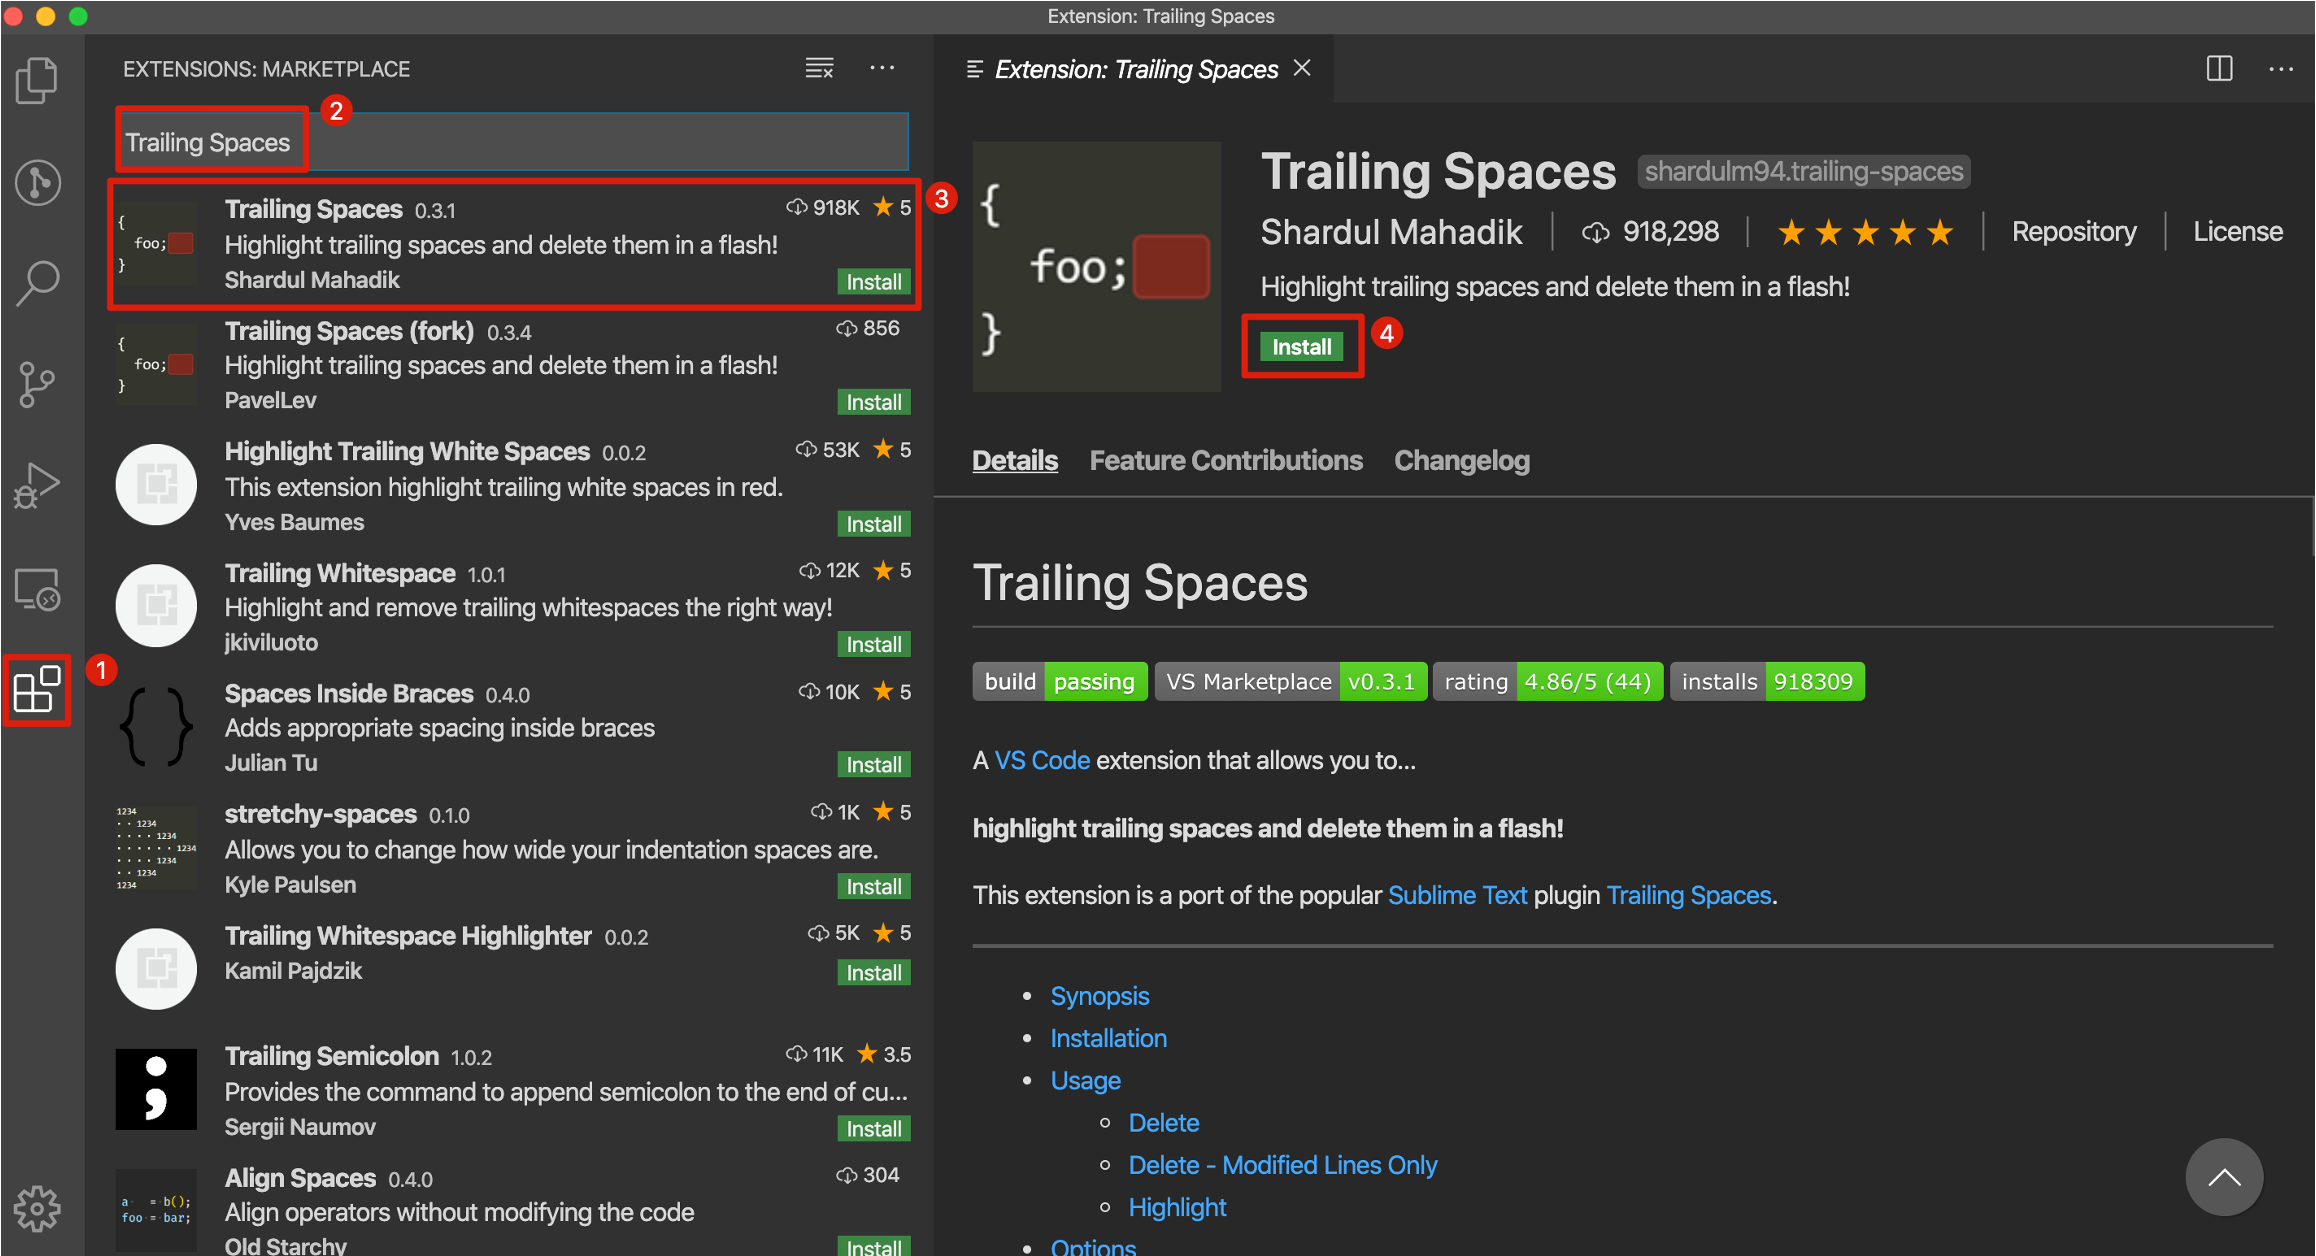 Extension: Trailing Spaces
EXTENSIONS: MARKETPLACE
Trailing Spaces
2
Trailing Spaces 0.3.1 918K ★ 5
{
foo;
}
Highlight trailing spaces and delete them in a flash!
Shardul Mahadik Install
3
Trailing Spaces (fork) 0.3.4 856
{
foo;
}
Highlight trailing spaces and delete them in a flash!
PavelLev Install
Highlight Trailing White Spaces 0.0.2 53K ★ 5
This extension highlight trailing white spaces in red.
Yves Baumes Install
Trailing Whitespace 1.0.1 12K ★ 5
Highlight and remove trailing whitespaces the right way!
jkiviluoto Install
1
Spaces Inside Braces 0.4.0 10K ★ 5
{ }
Adds appropriate spacing inside braces
Julian Tu Install
stretchy-spaces 0.1.0 1K ★ 5
1234
· · 1234
· · · · 1234
· · · · · · 1234
· · · · 1234
· · 1234
1234
Allows you to change how wide your indentation spaces are.
Kyle Paulsen Install
Trailing Whitespace Highlighter 0.0.2 5K ★ 5
Kamil Pajdzik Install
Trailing Semicolon 1.0.2 11K ★ 3.5
;
Provides the command to append semicolon to the end of cu...
Sergii Naumov Install
Align Spaces 0.4.0 304
a = b();
foo = bar;
Align operators without modifying the code
Old Starchy Install
Extension: Trailing Spaces
{
foo;
}
Trailing Spaces shardulm94.trailing-spaces
Shardul Mahadik | 918,298 | ★★★★★ | Repository | License
Highlight trailing spaces and delete them in a flash!
Install
4
Details Feature Contributions Changelog
Trailing Spaces
build passing VS Marketplace v0.3.1 rating 4.86/5 (44) installs 918309
A VS Code extension that allows you to...
highlight trailing spaces and delete them in a flash!
This extension is a port of the popular Sublime Text plugin Trailing Spaces.
• Synopsis
• Installation
• Usage
◦ Delete
◦ Delete - Modified Lines Only
◦ Highlight
• Options